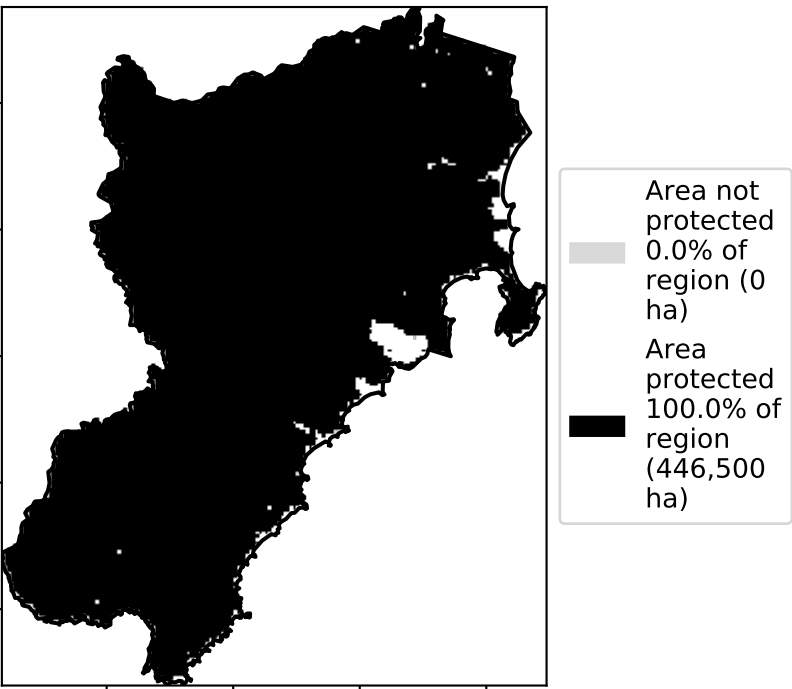 Area not
protected
0.0% of
region (0
ha)
Area
protected
100.0% of
region
(446,500
ha)